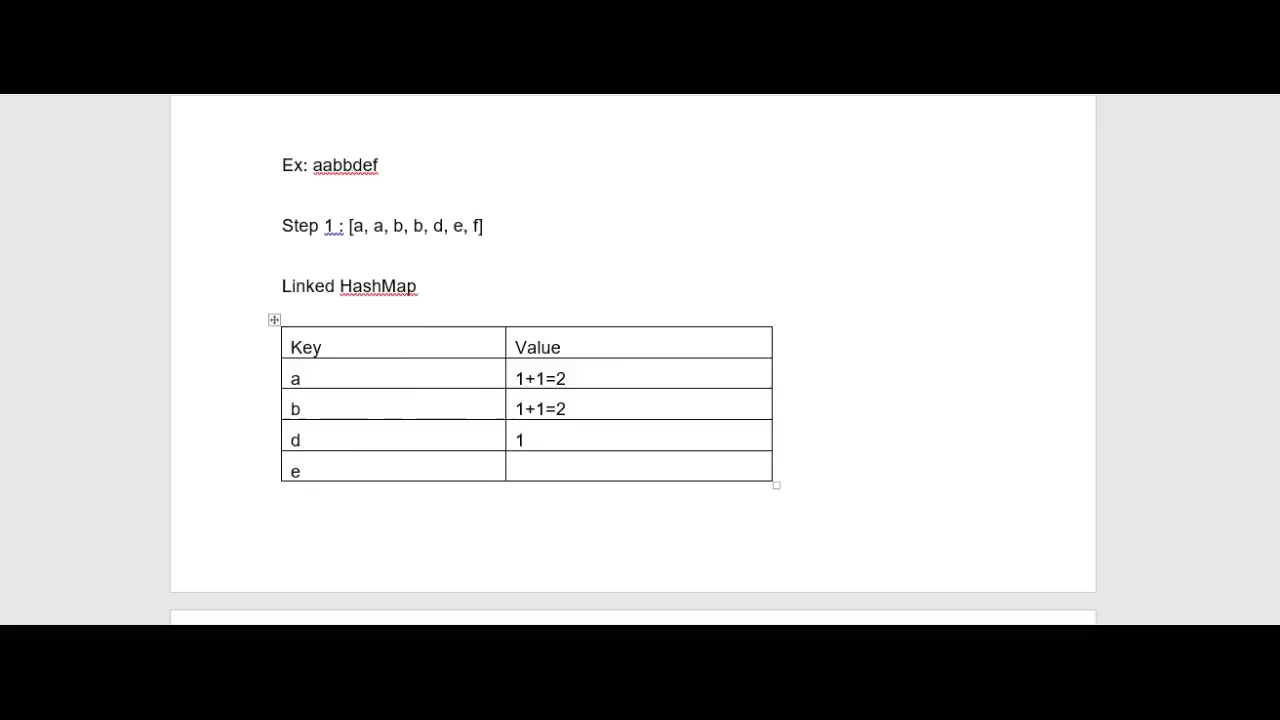 Ex: aabbdef
Step 1 : [a, a, b, b, d, e, f]
Linked HashMap
Key Value
a 1+1=2
b 1+1=2
d 1
e